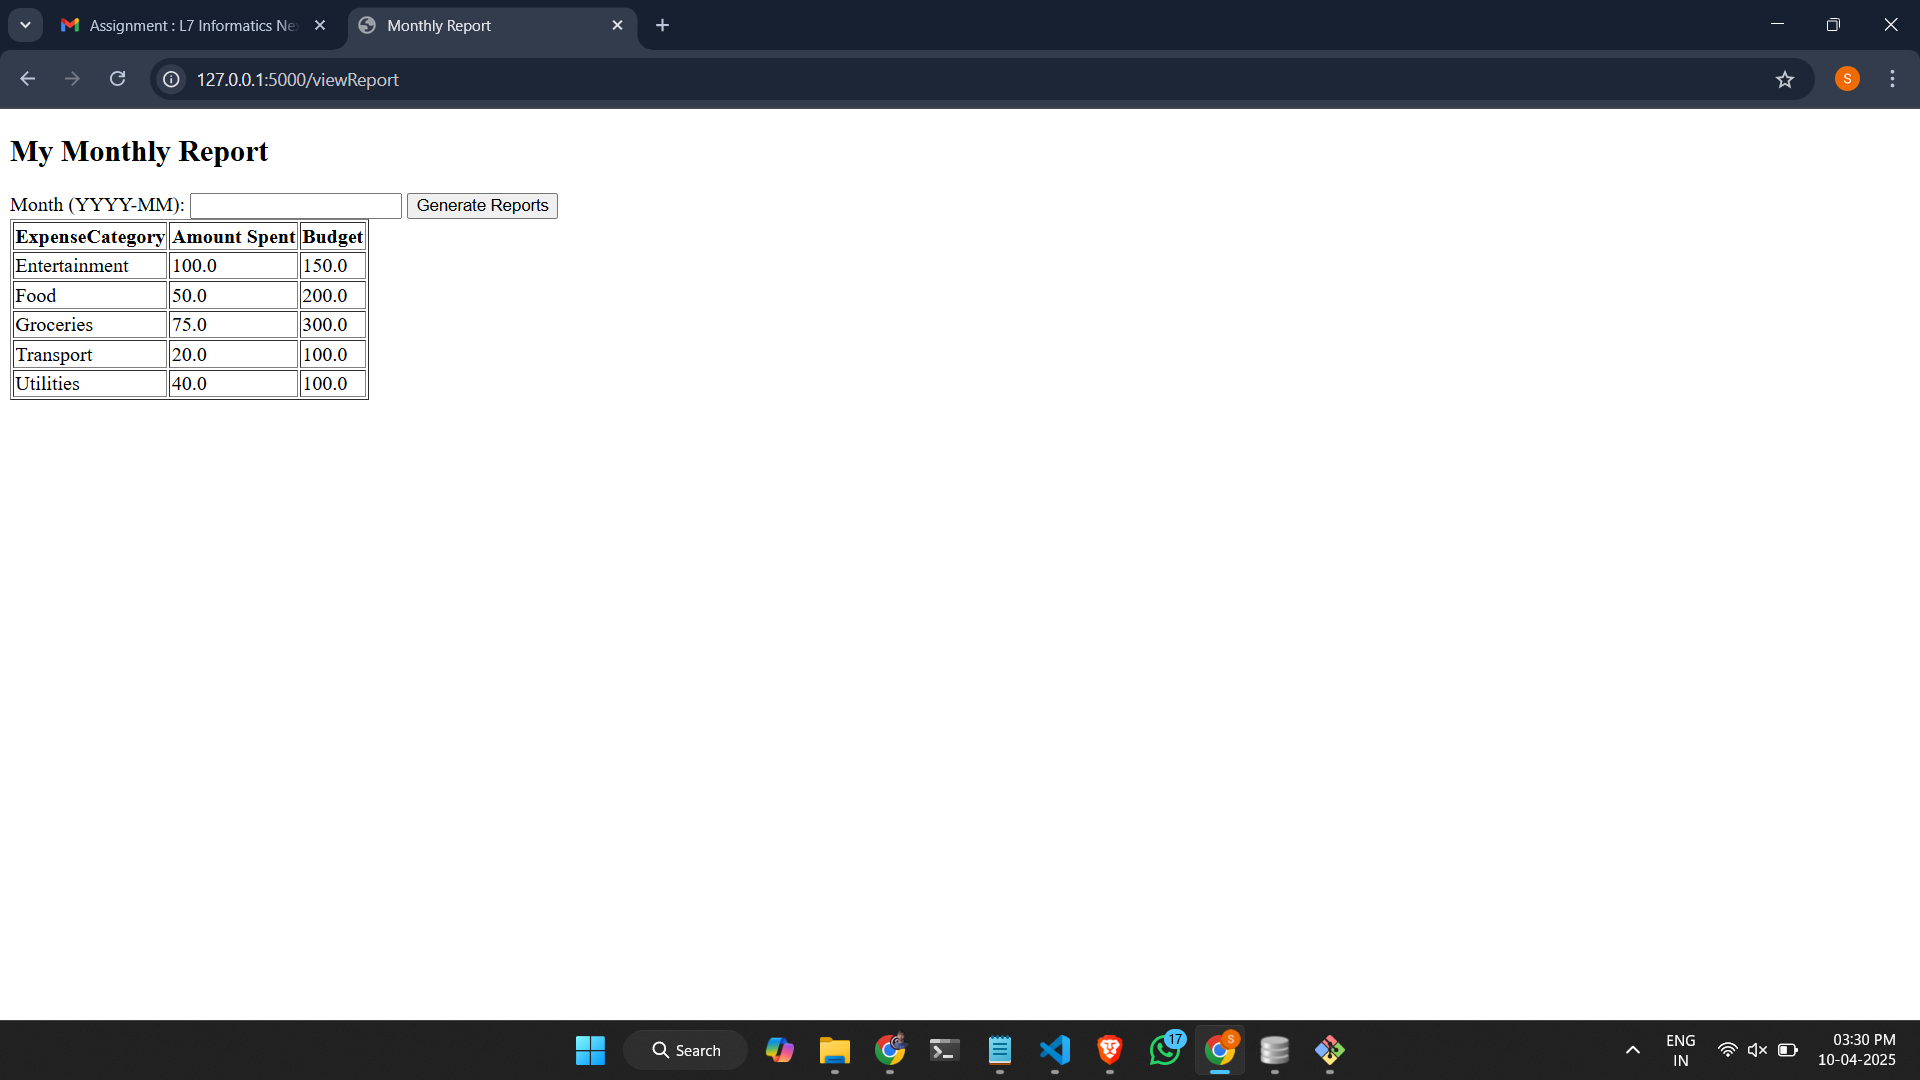 Assignment : L7 Informatics Ne
Monthly Report
127.0.0.1:5000/viewReport
S
My Monthly Report
Month (YYYY-MM): Generate Reports
ExpenseCategory Amount Spent Budget
Entertainment 100.0 150.0
Food 50.0 200.0
Groceries 75.0 300.0
Transport 20.0 100.0
Utilities 40.0 100.0
Search
17
S
ENG
IN
03:30 PM
10-04-2025